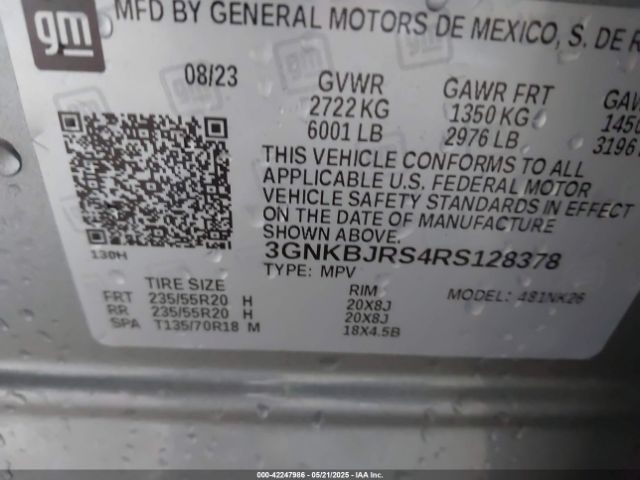 gm
MFD BY GENERAL MOTORS DE MEXICO, S. DE R
08/23 GVWR GAWR FRT GAW
2722 KG 1350 KG 1450
6001 LB 2976 LB 3196
THIS VEHICLE CONFORMS TO ALL
APPLICABLE U.S. FEDERAL MOTOR
VEHICLE SAFETY STANDARDS IN EFFECT
ON THE DATE OF MANUFACTURE
SHOWN ABOVE.
3GNKBJRS4RS128378
130H
TYPE: MPV
TIRE SIZE RIM MODEL: 481NK26
FRT 235/55R20 H 20X8J
RR 235/55R20 H 20X8J
SPA T135/70R18 M 18X4.5B
000-42247986 — 05/21/2025 — IAA Inc.